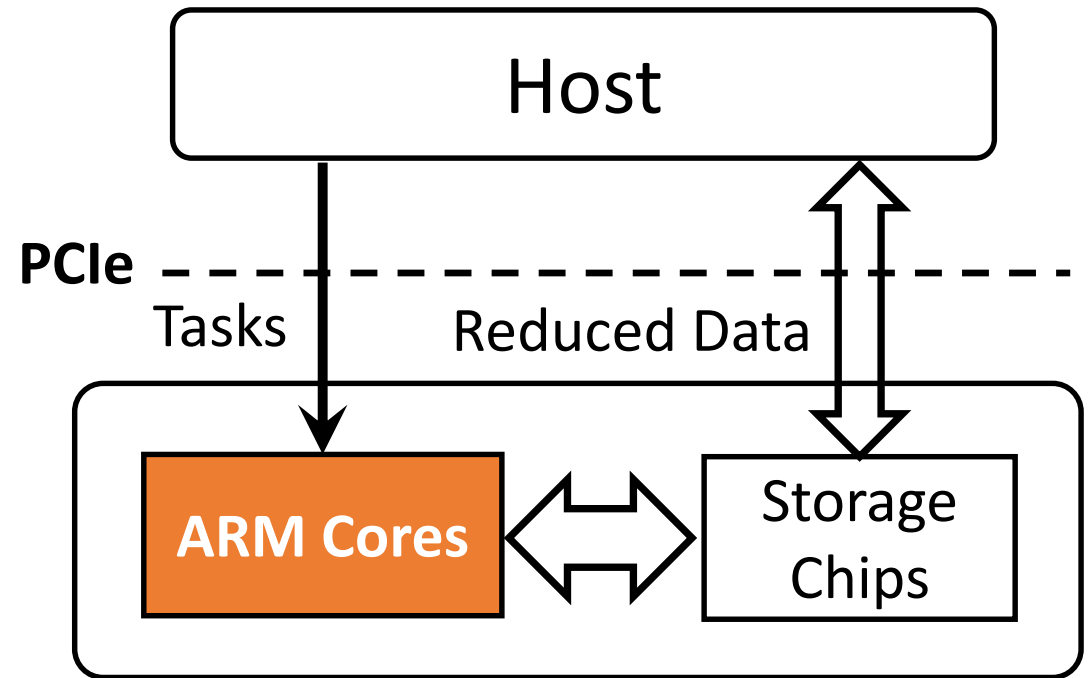 Host
PCIe
Tasks
Reduced Data
ARM Cores
Storage
Chips